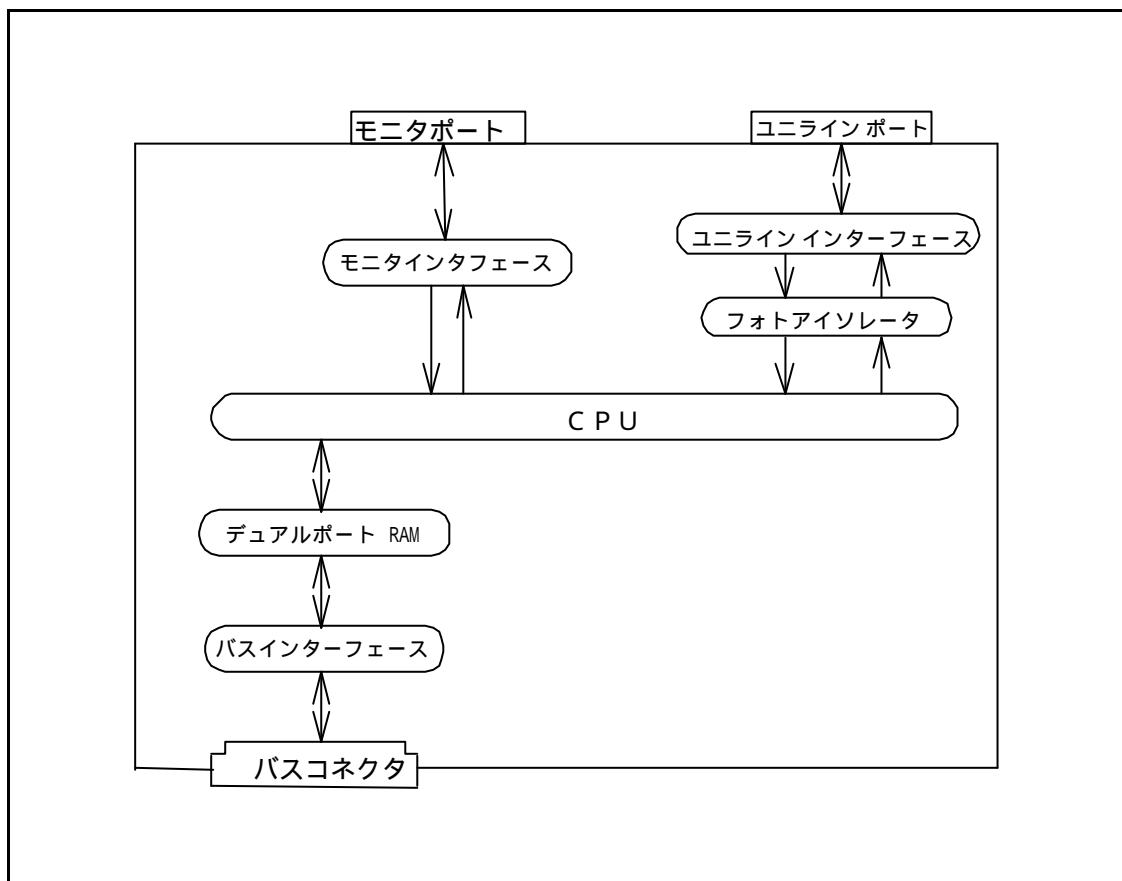 モニタポート
ユニライン ポート
ユニライン インターフェース
モニタインタフェース
フォトアイソレータ
ＣＰＵ
デュアルポート RAM
バスインターフェース
バスコネクタ